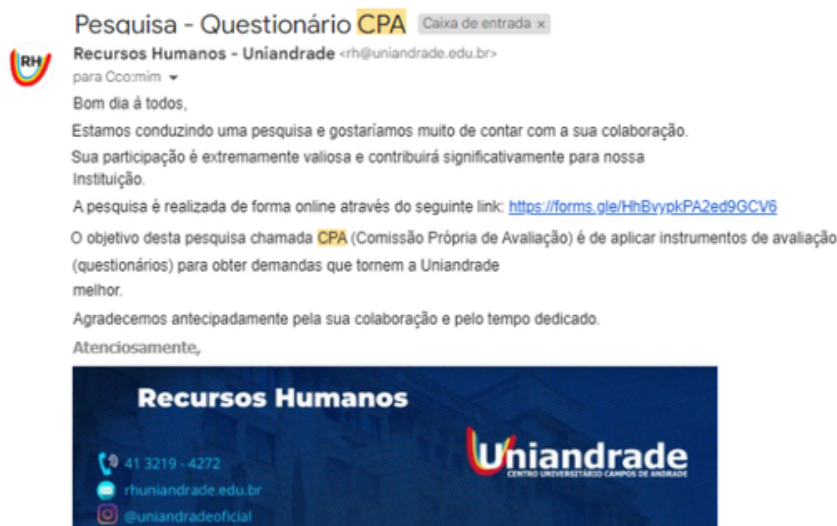 Pesquisa - Questionário CPA Caixa de entrada x
RH
Recursos Humanos - Uniandrade <rh@uniandrade.edu.br>
para Cco:mim
Bom dia á todos,
Estamos conduzindo uma pesquisa e gostaríamos muito de contar com a sua colaboração.
Sua participação é extremamente valiosa e contribuirá significativamente para nossa
Instituição.
A pesquisa é realizada de forma online através do seguinte link: https://forms.gle/HhBvypkPA2ed9GCV6
O objetivo desta pesquisa chamada CPA (Comissão Própria de Avaliação) é de aplicar instrumentos de avaliação
(questionários) para obter demandas que tornem a Uniandrade
melhor.
Agradecemos antecipadamente pela sua colaboração e pelo tempo dedicado.
Atenciosamente,
Recursos Humanos
Uniandrade
CENTRO UNIVERSITÁRIO CAMPOS DE ANDRADE
41 3219 - 4272
rhuniandrade.edu.br
@uniandradeoficial